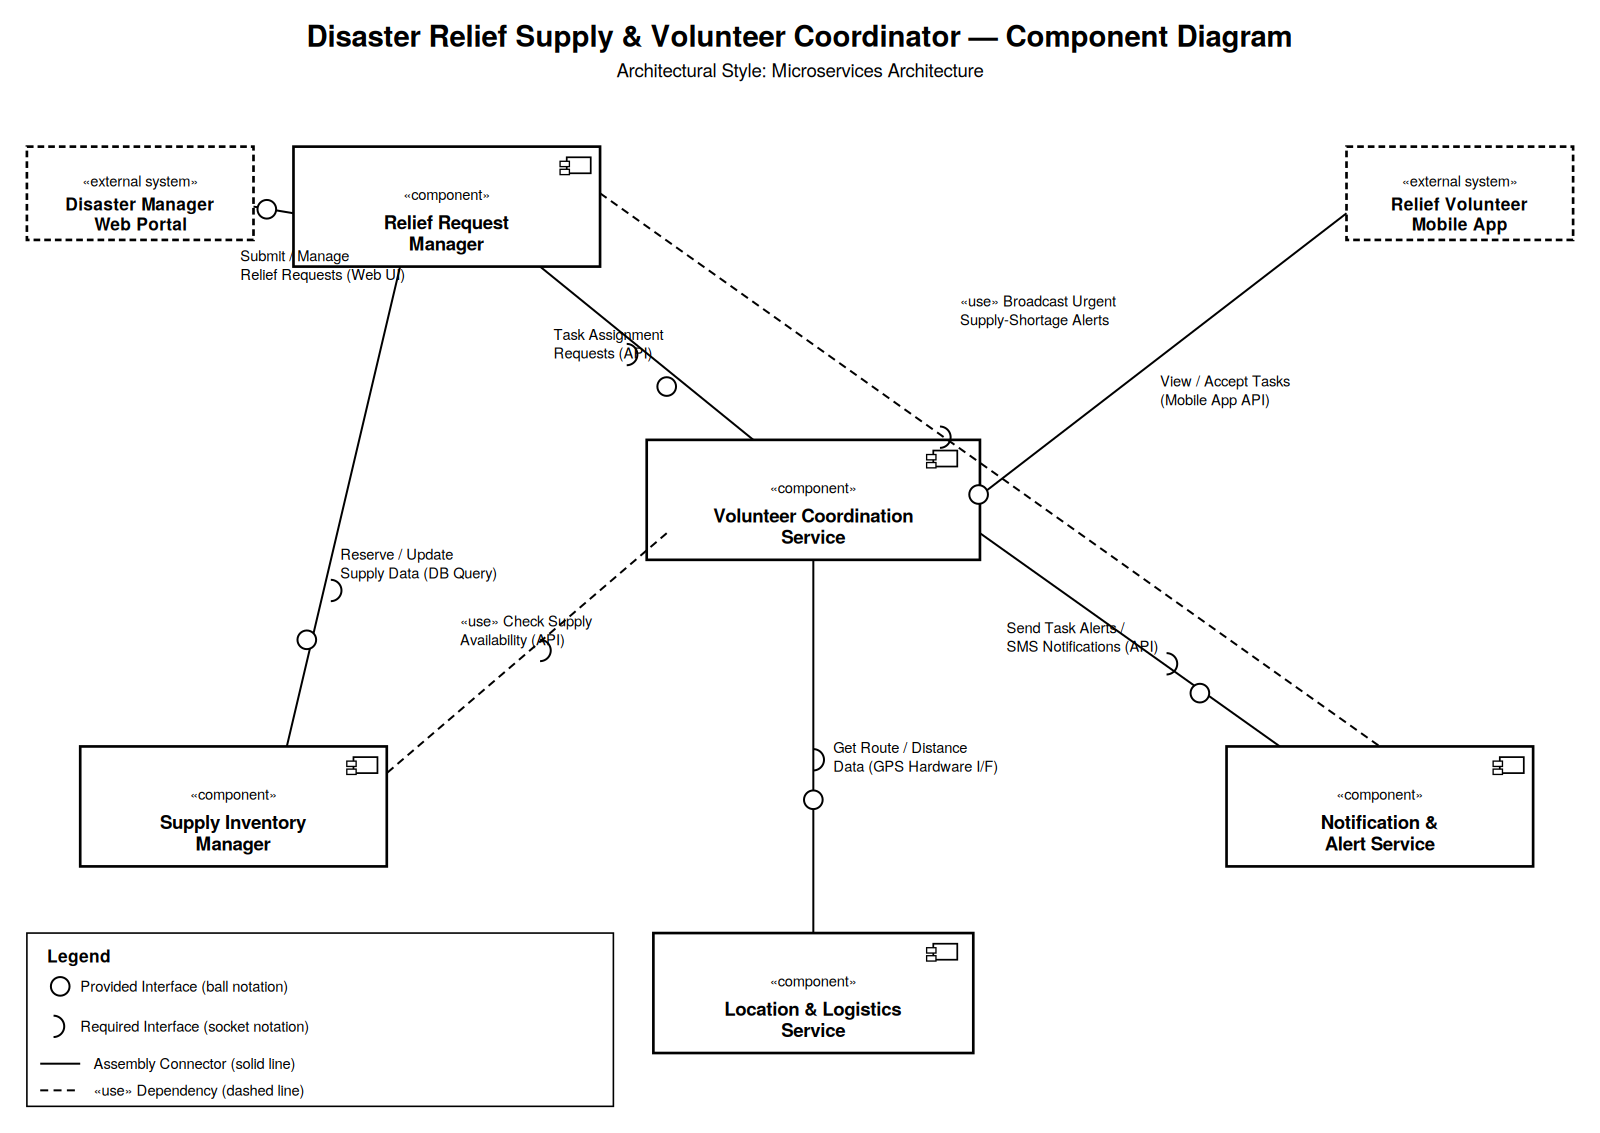 Disaster Relief Supply & Volunteer Coordinator — Component Diagram
Architectural Style: Microservices Architecture
«external system»
Disaster Manager
Web Portal
«component»
Relief Request
Manager
«external system»
Relief Volunteer
Mobile App
Submit / Manage
Relief Requests (Web UI)
«use» Broadcast Urgent
Supply-Shortage Alerts
Task Assignment
Requests (API)
View / Accept Tasks
(Mobile App API)
«component»
Volunteer Coordination
Service
Reserve / Update
Supply Data (DB Query)
«use» Check Supply
Availability (API)
Send Task Alerts /
SMS Notifications (API)
Get Route / Distance
Data (GPS Hardware I/F)
«component»
Supply Inventory
Manager
«component»
Notification &
Alert Service
«component»
Location & Logistics
Service
Legend
Provided Interface (ball notation)
Required Interface (socket notation)
Assembly Connector (solid line)
«use» Dependency (dashed line)